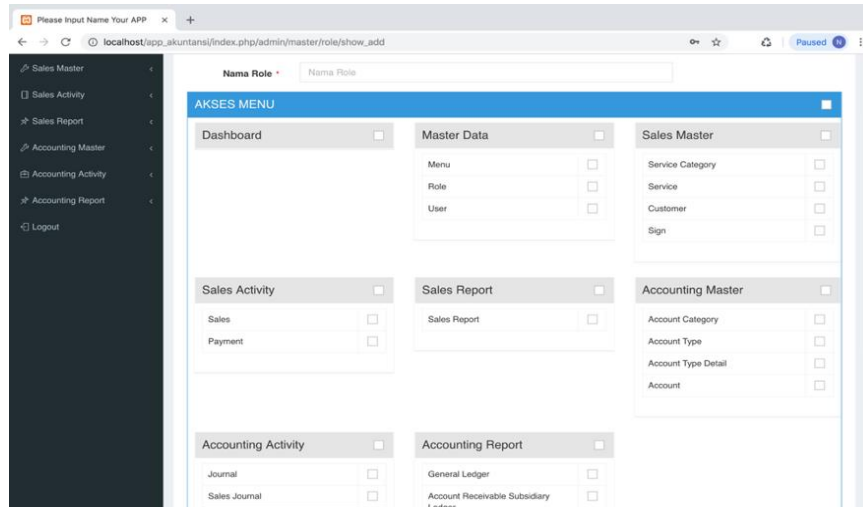 Please Input Name Your APP
localhost/app_akuntansi/index.php/admin/master/role/show_add
Paused N
Sales Master
Sales Activity
Sales Report
Accounting Master
Accounting Activity
Accounting Report
Logout
Nama Role *
Nama Role
AKSES MENU
Dashboard
Master Data
Menu
Role
User
Sales Master
Service Category
Service
Customer
Sign
Sales Activity
Sales
Payment
Sales Report
Sales Report
Accounting Master
Account Category
Account Type
Account Type Detail
Account
Accounting Activity
Journal
Sales Journal
Accounting Report
General Ledger
Account Receivable Subsidiary
Ledger